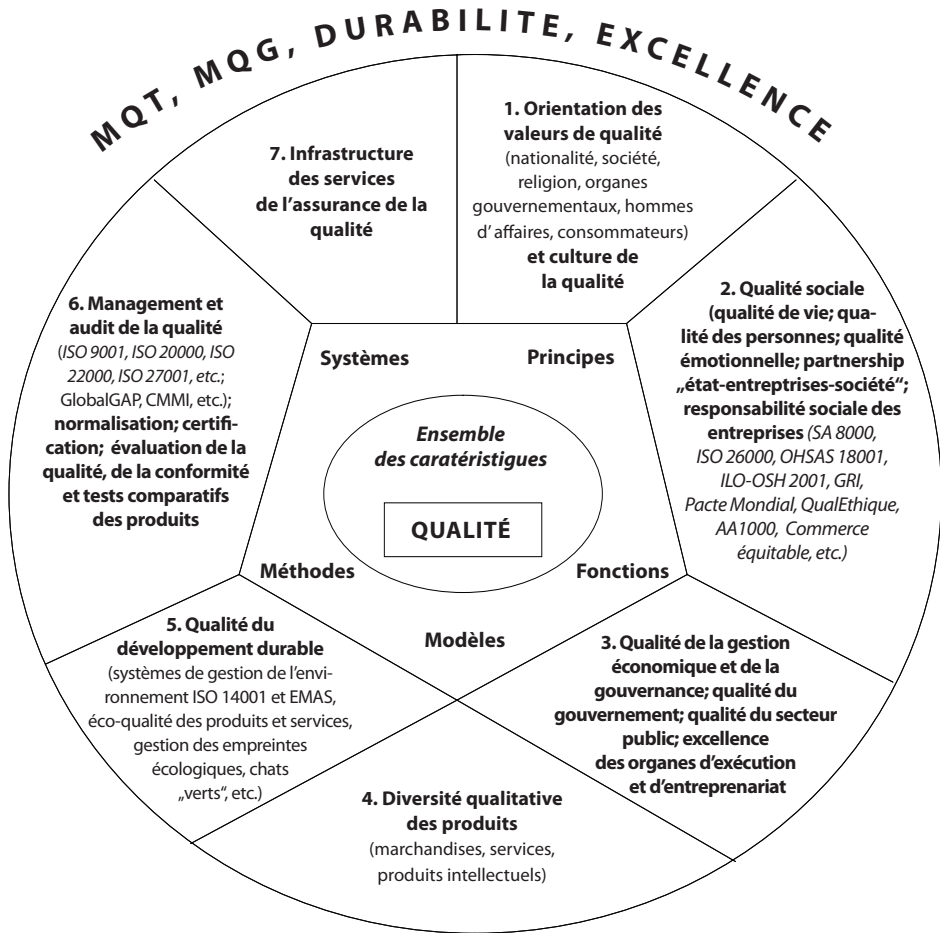 MQT, MQG, DURABILITE, EXCELLENCE
1. Orientation des
valeurs de qualité
(nationalité, société,
religion, organes
gouvernementaux, hommes
d’ affaires, consommateurs)
et culture de
la qualité
2. Qualité sociale
(qualité de vie; qua-
lité des personnes; qualité
émotionnelle; partnership
„état-entreptrises-société“;
responsabilité sociale des
entreprises (SA 8000,
ISO 26000, OHSAS 18001,
ILO-OSH 2001, GRI,
Pacte Mondial, QualEthique,
AA1000, Commerce
équitable, etc.)
3. Qualité de la gestion
économique et de la
gouvernance; qualité du
gouvernement; qualité du secteur
public; excellence
des organes d’exécution
et d’entreprenariat
4. Diversité qualitative
des produits
(marchandises, services,
produits intellectuels)
5. Qualité du
développement durable
(systèmes de gestion de l’envi-
ronnement ISO 14001 et EMAS,
éco-qualité des produits et services,
gestion des empreintes
écologiques, chats
„verts“, etc.)
6. Management et
audit de la qualité
(ISO 9001, ISO 20000, ISO
22000, ISO 27001, etc.;
GlobalGAP, CMMI, etc.);
normalisation; certifi-
cation; évaluation de la
qualité, de la conformité
et tests comparatifs
des produits
7. Infrastructure
des services
de l’assurance de la
qualité
Systèmes
Principes
Ensemble
des caratéristigues
QUALITÉ
Méthodes
Fonctions
Modèles